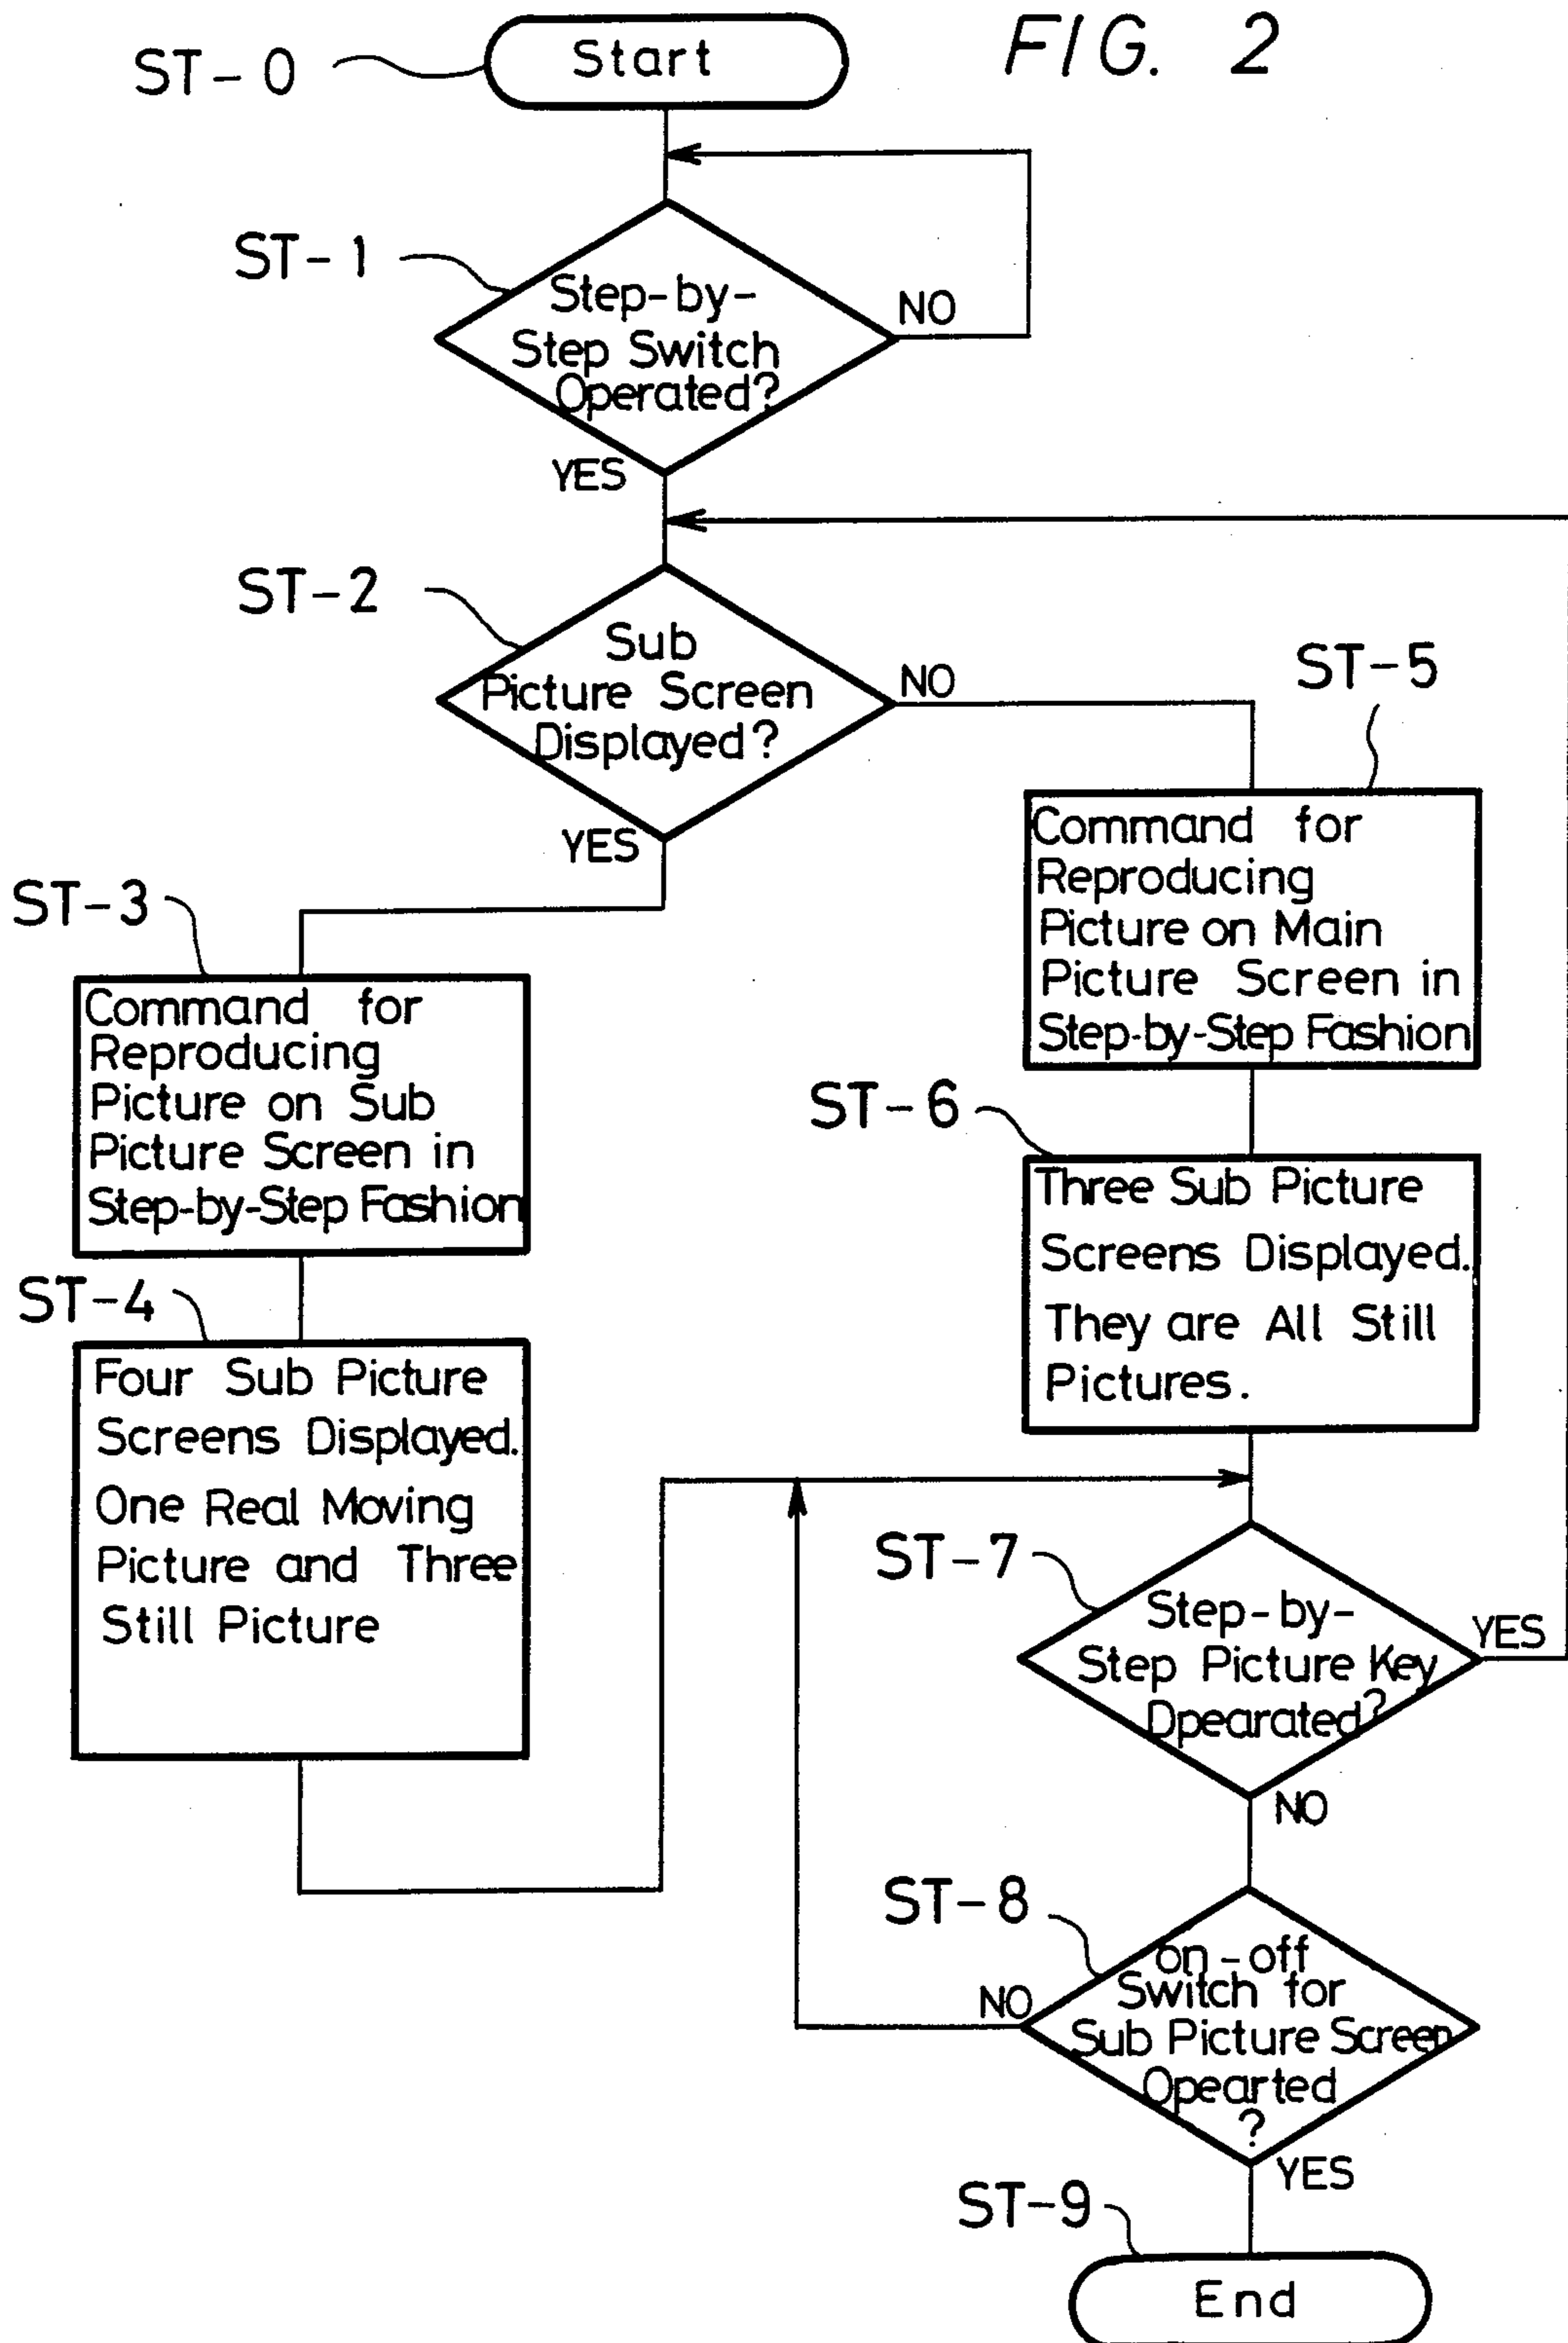 FIG. 2
ST-0
Start
ST-1
Step-by-
Step Switch
Operated?
NO
YES
ST-2
Sub
Picture Screen
Displayed?
NO
YES
ST-3
Command for
Reproducing
Picture on Sub
Picture Screen in
Step-by-Step Fashion
ST-4
Four Sub Picture
Screens Displayed.
One Real Moving
Picture and Three
Still Picture
ST-5
Command for
Reproducing
Picture on Main
Picture Screen in
Step-by-Step Fashion
ST-6
Three Sub Picture
Screens Displayed.
They are All Still
Pictures.
ST-7
Step-by-
Step Picture Key
Dpearated?
YES
NO
ST-8
on-off
Switch for
Sub Picture Screen
Opearted
?
NO
YES
ST-9
End